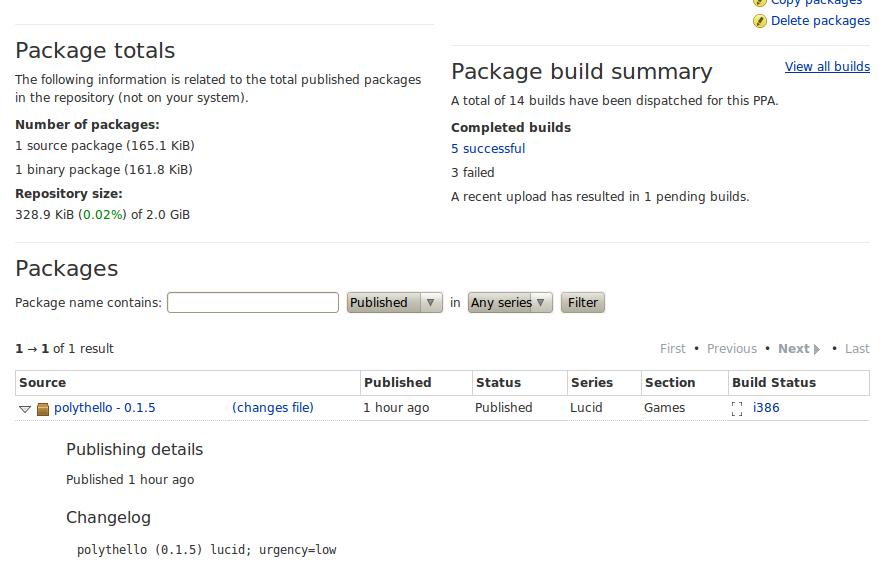 Copy packages
Delete packages
Package totals
The following information is related to the total published packages
in the repository (not on your system).
Number of packages:
1 source package (165.1 KiB)
1 binary package (161.8 KiB)
Repository size:
328.9 KiB (0.02%) of 2.0 GiB
Package build summary
View all builds
A total of 14 builds have been dispatched for this PPA.
Completed builds
5 successful
3 failed
A recent upload has resulted in 1 pending builds.
Packages
Package name contains: Published in Any series Filter
1 → 1 of 1 result
First • Previous • Next • Last
Source Published Status Series Section Build Status
polythello - 0.1.5 (changes file) 1 hour ago Published Lucid Games i386
Publishing details
Published 1 hour ago
Changelog
polythello (0.1.5) lucid; urgency=low